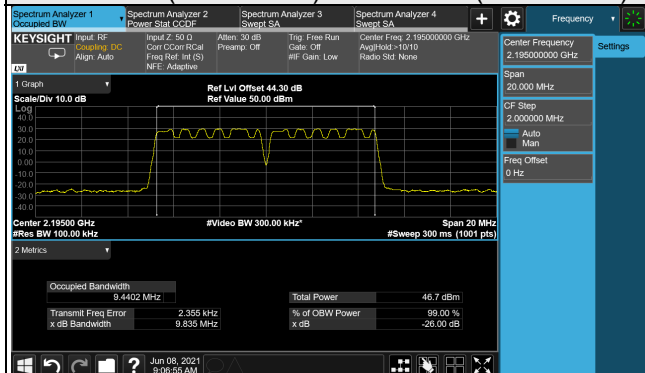 Spectrum Analyzer 1
Occupied BW
Spectrum Analyzer 2
Power Stat CCDF
Spectrum Analyzer 3
Swept SA
Spectrum Analyzer 4
Swept SA
+
Frequency
KEYSIGHT
LXI
Input: RF
Coupling: DC
Align: Auto
Input Z: 50 Ω
Corr CCorr RCal
Freq Ref: Int (S)
NFE: Adaptive
Atten: 30 dB
Preamp: Off
Trig: Free Run
Gate: Off
#IF Gain: Low
Center Freq: 2.195000000 GHz
Avg|Hold:>10/10
Radio Std: None
Center Frequency
2.195000000 GHz
Settings
Span
20.000 MHz
CF Step
2.000000 MHz
Auto
Man
Freq Offset
0 Hz
1 Graph
Scale/Div 10.0 dB
Ref Lvl Offset 44.30 dB
Ref Value 50.00 dBm
Log
40.0
30.0
20.0
10.0
0.00
-10.0
-20.0
-30.0
-40.0
Center 2.19500 GHz
#Res BW 100.00 kHz
#Video BW 300.00 kHz*
Span 20 MHz
#Sweep 300 ms (1001 pts)
2 Metrics
Occupied Bandwidth
9.4402 MHz
Total Power 46.7 dBm
Transmit Freq Error 2.355 kHz
% of OBW Power 99.00 %
x dB Bandwidth 9.835 MHz
x dB -26.00 dB
?
Jun 08, 2021
9:06:55 AM